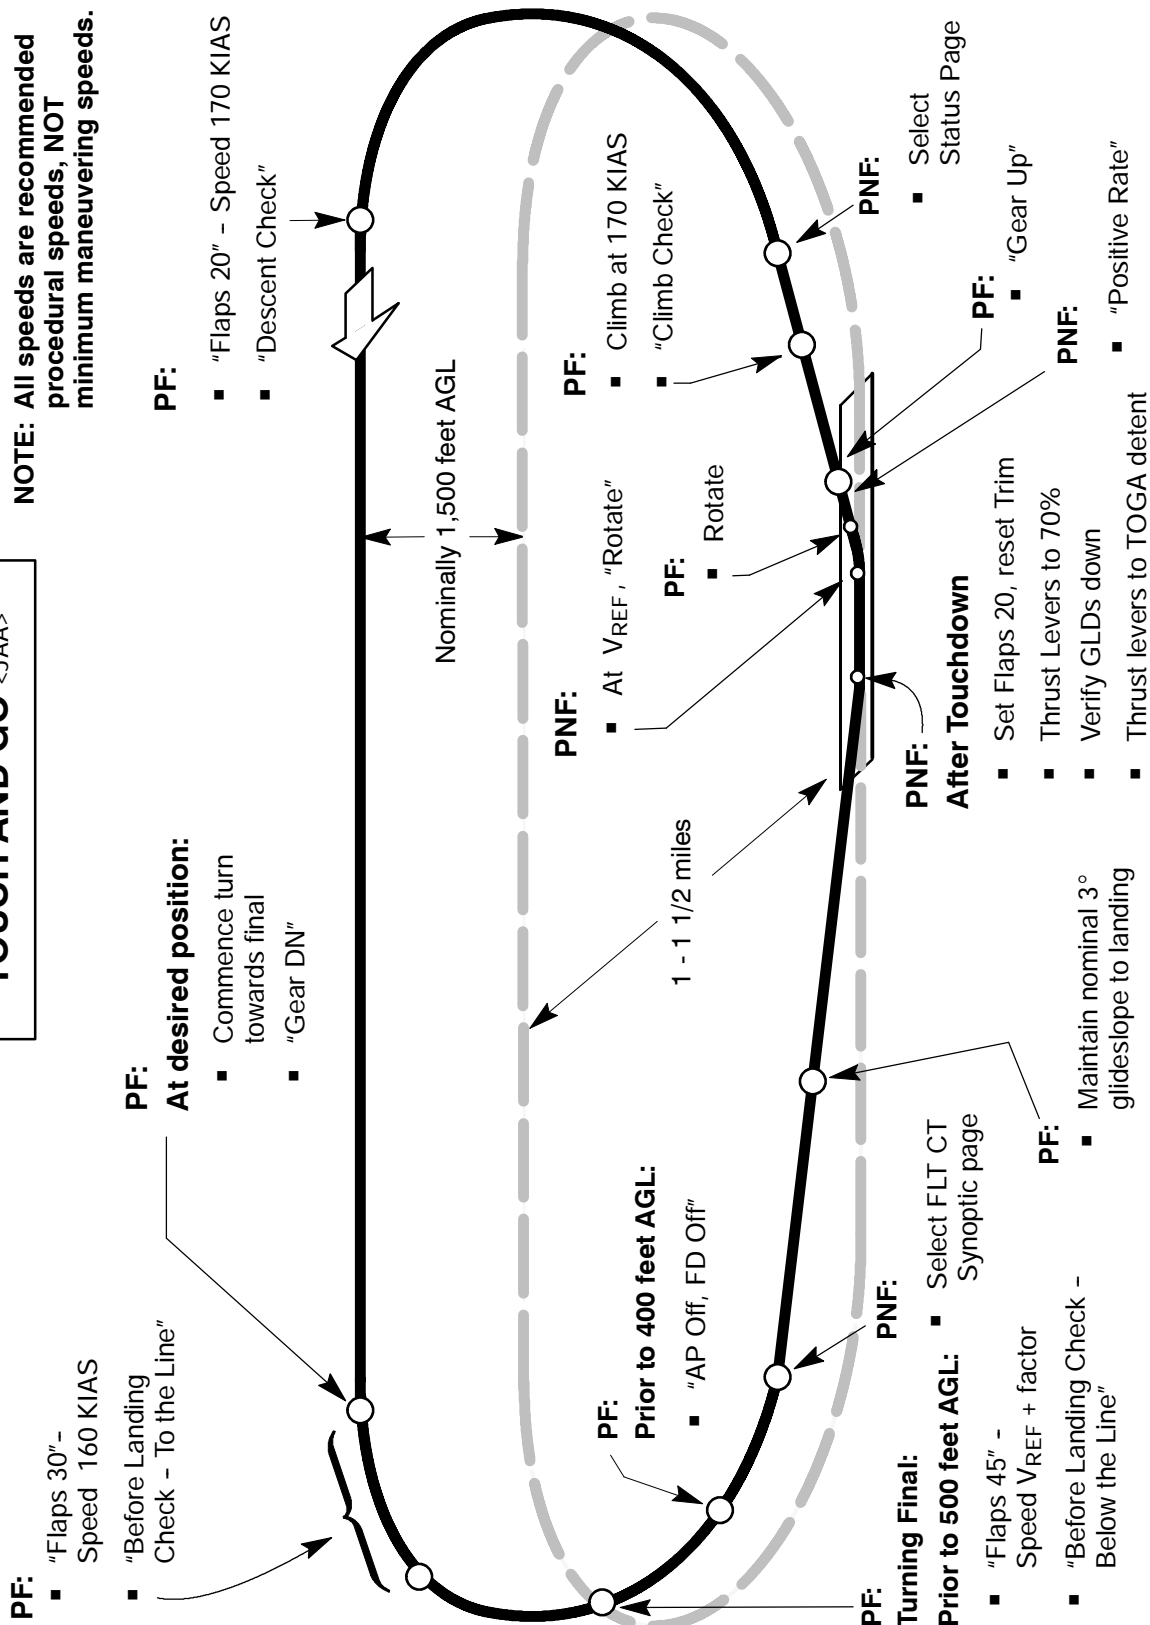 TOUCH AND GO <JAA>
NOTE: All speeds are recommended
procedural speeds, NOT
minimum maneuvering speeds.
PF:
▪ “Flaps 20” – Speed 170 KIAS
▪ “Descent Check”
PF:
At desired position:
▪ Commence turn
towards final
▪ “Gear DN”
PF:
▪ “Flaps 30” –
Speed 160 KIAS
▪ “Before Landing
Check – To the Line”
Nominally 1,500 feet AGL
1 - 1 1/2 miles
PF:
Turning Final:
Prior to 500 feet AGL:
▪ “Flaps 45” –
Speed VREF + factor
▪ “Before Landing Check –
Below the Line”
PF:
Prior to 400 feet AGL:
▪ “AP Off, FD Off”
PNF:
▪ Select FLT CT
Synoptic page
PF:
▪ Maintain nominal 3°
glideslope to landing
PNF:
After Touchdown
▪ Set Flaps 20, reset Trim
▪ Thrust Levers to 70%
▪ Verify GLDs down
▪ Thrust levers to TOGA detent
PNF:
▪ At VREF, “Rotate”
PF:
▪ Rotate
PNF:
▪ “Positive Rate”
PF:
▪ “Gear Up”
PF:
▪ Climb at 170 KIAS
▪ “Climb Check”
PNF:
▪ Select
Status Page